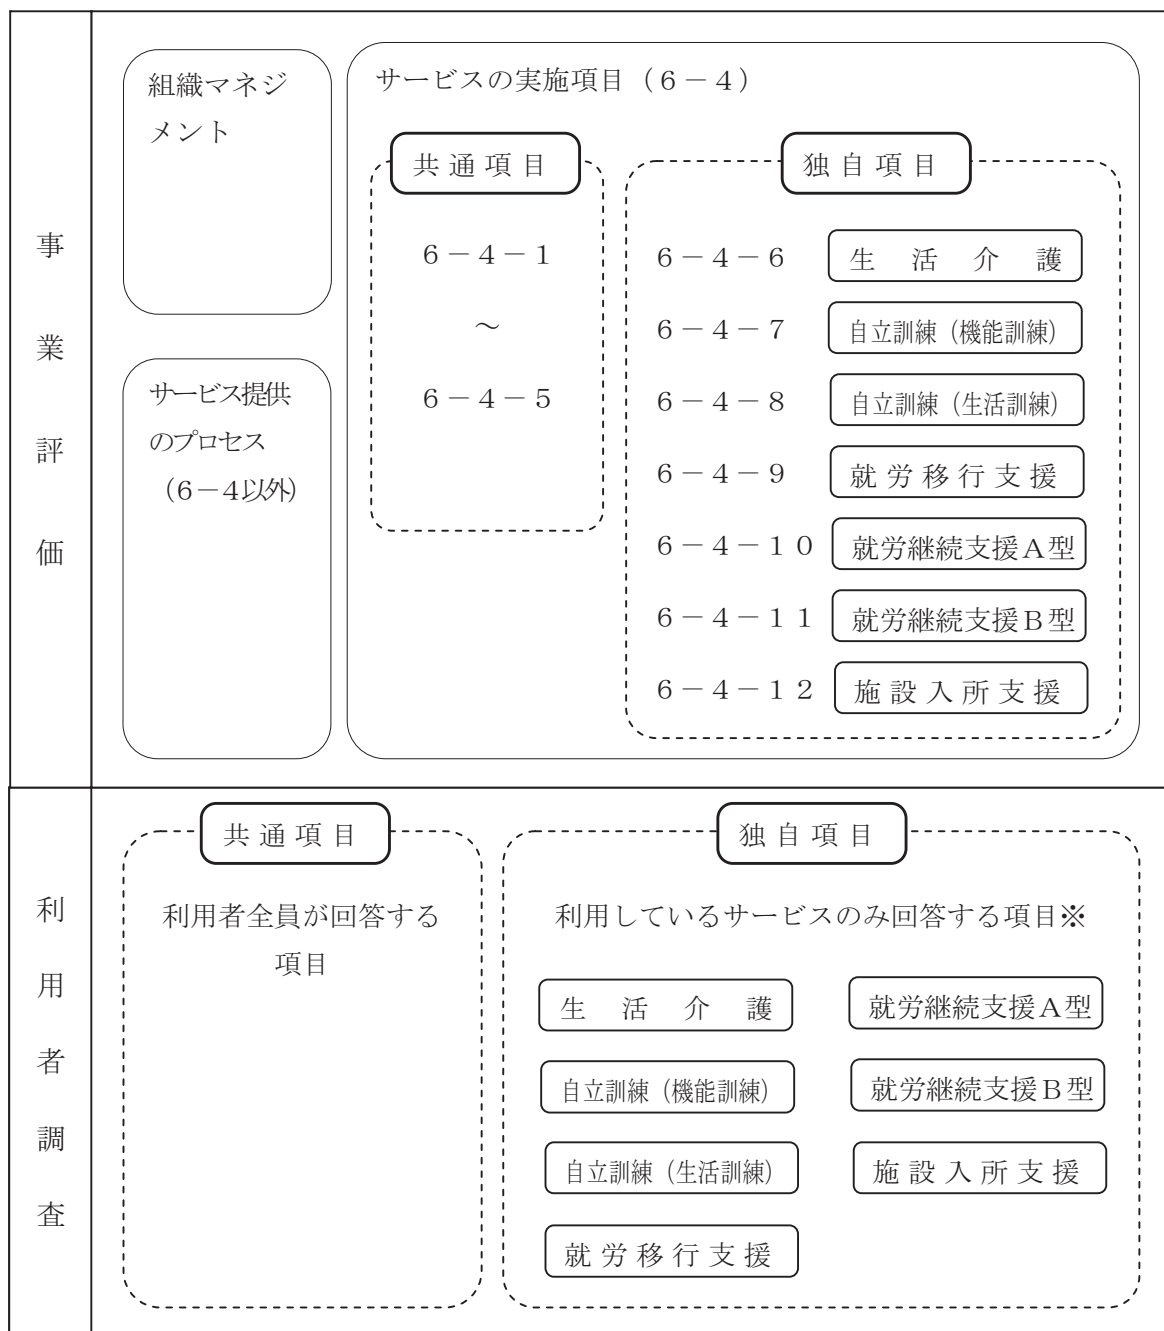 事業評価
組織マネジ
メント
サービス提供
のプロセス
（６－４以外）
サービスの実施項目（６－４）
共通項目
６－４－１
～
６－４－５
独自項目
６－４－６ 生活介護
６－４－７ 自立訓練（機能訓練）
６－４－８ 自立訓練（生活訓練）
６－４－９ 就労移行支援
６－４－１０ 就労継続支援Ａ型
６－４－１１ 就労継続支援Ｂ型
６－４－１２ 施設入所支援
利用者調査
共通項目
利用者全員が回答する
項目
独自項目
利用しているサービスのみ回答する項目※
生活介護
自立訓練（機能訓練）
自立訓練（生活訓練）
就労移行支援
就労継続支援Ａ型
就労継続支援Ｂ型
施設入所支援